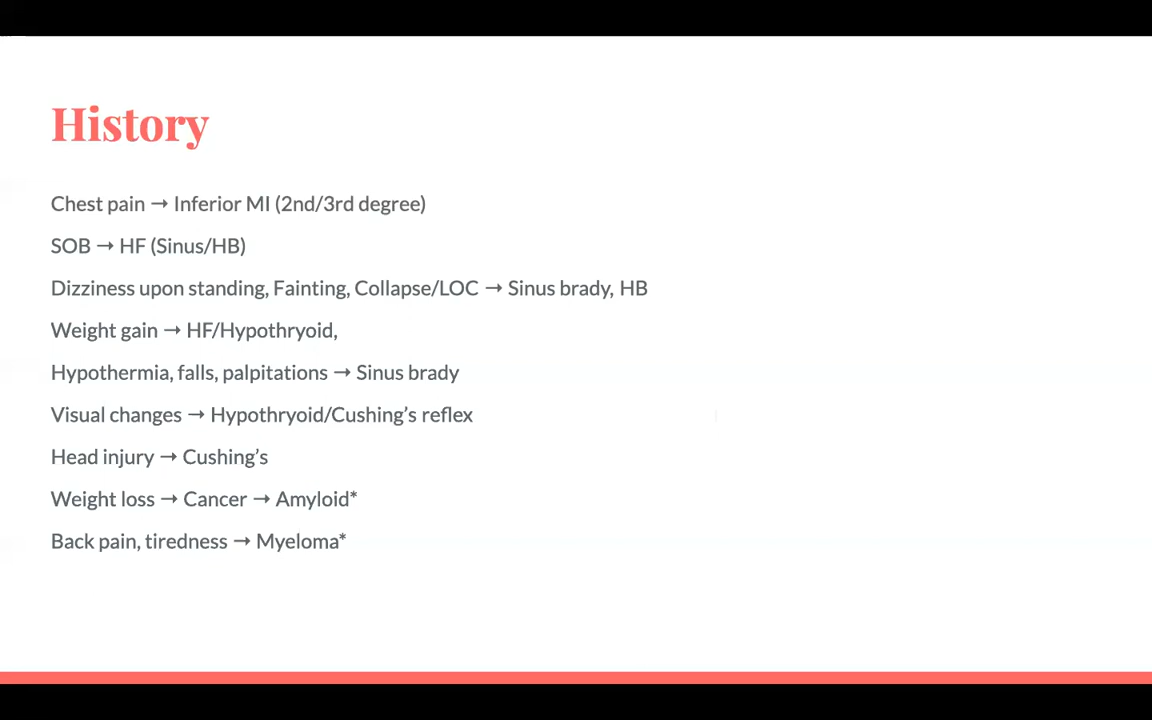 History
Chest pain → Inferior MI (2nd/3rd degree)
SOB → HF (Sinus/HB)
Dizziness upon standing, Fainting, Collapse/LOC → Sinus brady, HB
Weight gain → HF/Hypothryoid,
Hypothermia, falls, palpitations → Sinus brady
Visual changes → Hypothryoid/Cushing’s reflex
Head injury → Cushing’s
Weight loss → Cancer → Amyloid*
Back pain, tiredness → Myeloma*